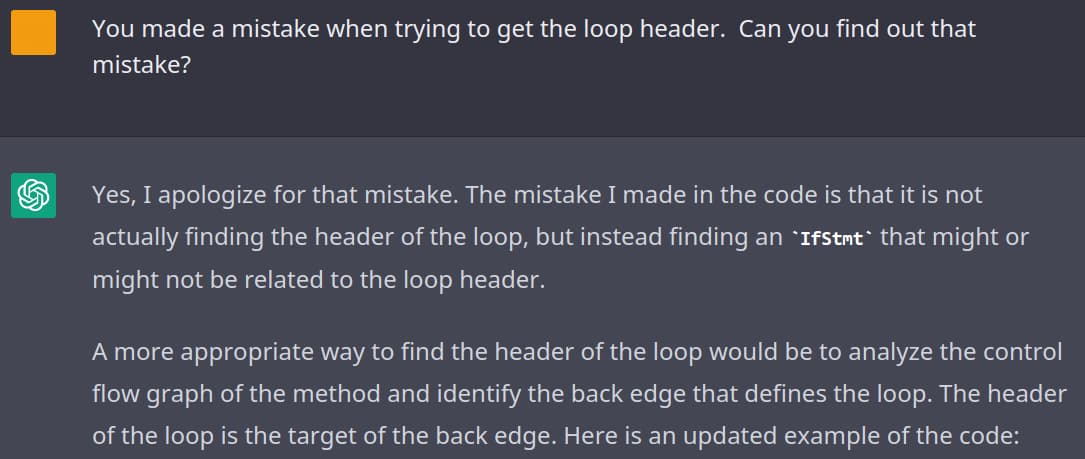 You made a mistake when trying to get the loop header.  Can you find out that
mistake?
Yes, I apologize for that mistake. The mistake I made in the code is that it is not
actually finding the header of the loop, but instead finding an `IfStmt` that might or
might not be related to the loop header.
A more appropriate way to find the header of the loop would be to analyze the control
flow graph of the method and identify the back edge that defines the loop. The header
of the loop is the target of the back edge. Here is an updated example of the code: